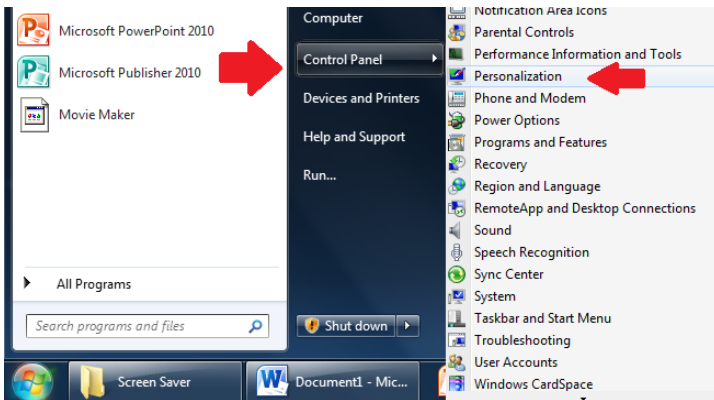 Microsoft PowerPoint 2010
Microsoft Publisher 2010
Movie Maker
All Programs
Search programs and files
Computer
Control Panel
Devices and Printers
Help and Support
Run...
Shut down
Notification Area Icons
Parental Controls
Performance Information and Tools
Personalization
Phone and Modem
Power Options
Programs and Features
Recovery
Region and Language
RemoteApp and Desktop Connections
Sound
Speech Recognition
Sync Center
System
Taskbar and Start Menu
Troubleshooting
User Accounts
Windows CardSpace
Screen Saver
Document1 - Mic...